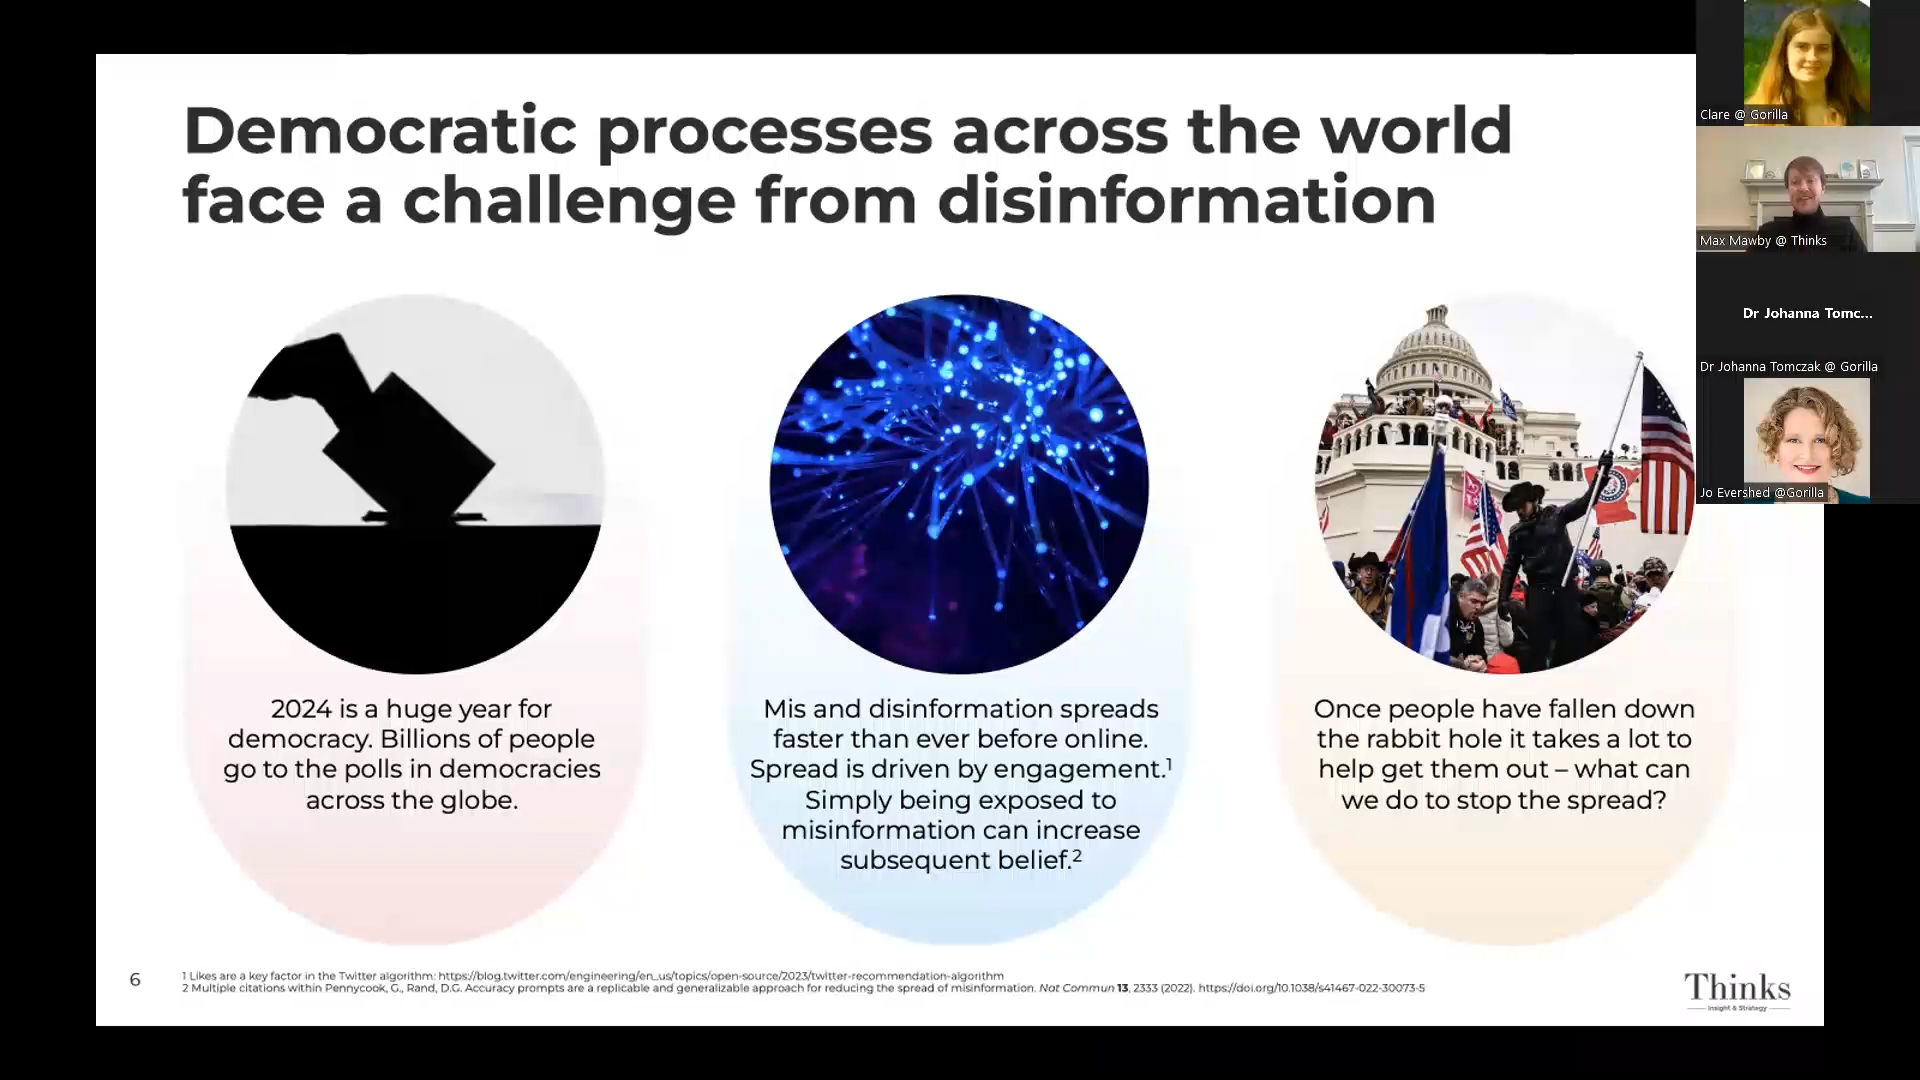 Democratic processes across the world
face a challenge from disinformation
2024 is a huge year for
democracy. Billions of people
go to the polls in democracies
across the globe.
Mis and disinformation spreads
faster than ever before online.
Spread is driven by engagement.¹
Simply being exposed to
misinformation can increase
subsequent belief.²
Once people have fallen down
the rabbit hole it takes a lot to
help get them out – what can
we do to stop the spread?
6
1 Likes are a key factor in the Twitter algorithm: https://blog.twitter.com/engineering/en_us/topics/open-source/2023/twitter-recommendation-algorithm
2 Multiple citations within Pennycook, G., Rand, D.G. Accuracy prompts are a replicable and generalizable approach for reducing the spread of misinformation. Nat Commun 13, 2333 (2022). https://doi.org/10.1038/s41467-022-30073-5
Thinks
Insight & Strategy
Clare @ Gorilla
Max Mawby @ Thinks
Dr Johanna Tomc...
Dr Johanna Tomczak @ Gorilla
Jo Evershed @Gorilla